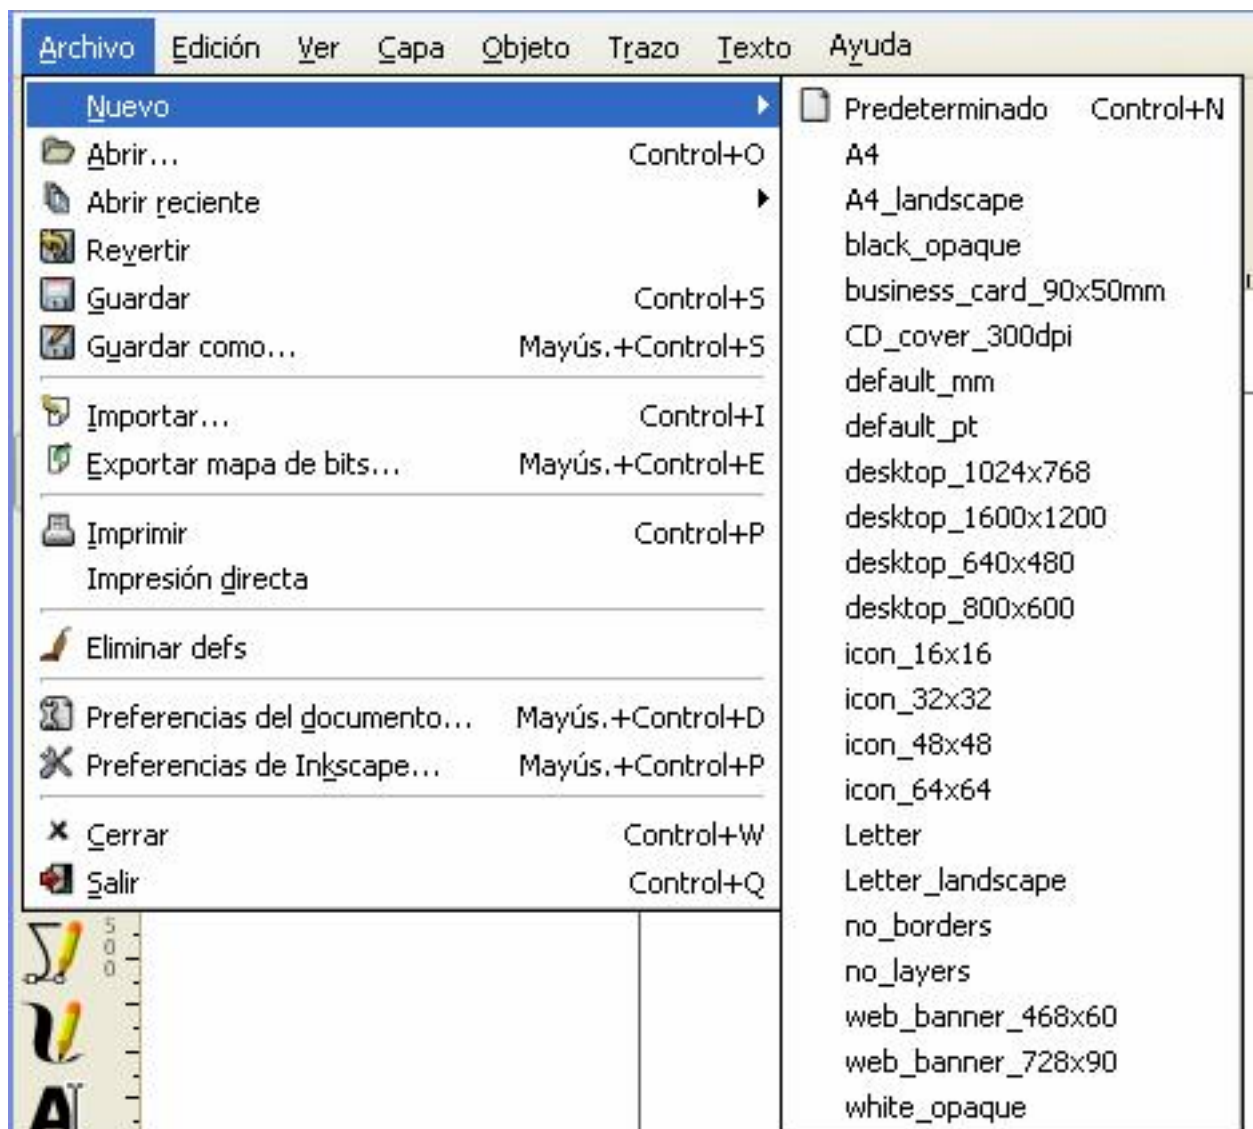 Archivo Edición Ver Capa Objeto Trazo Texto Ayuda
Nuevo
Abrir... Control+O
Abrir reciente
Revertir
Guardar Control+S
Guardar como... Mayús.+Control+S
Importar... Control+I
Exportar mapa de bits... Mayús.+Control+E
Imprimir Control+P
Impresión directa
Eliminar defs
Preferencias del documento... Mayús.+Control+D
Preferencias de Inkscape... Mayús.+Control+P
Cerrar Control+W
Salir Control+Q
Predeterminado Control+N
A4
A4_landscape
black_opaque
business_card_90x50mm
CD_cover_300dpi
default_mm
default_pt
desktop_1024x768
desktop_1600x1200
desktop_640x480
desktop_800x600
icon_16x16
icon_32x32
icon_48x48
icon_64x64
Letter
Letter_landscape
no_borders
no_layers
web_banner_468x60
web_banner_728x90
white_opaque
500